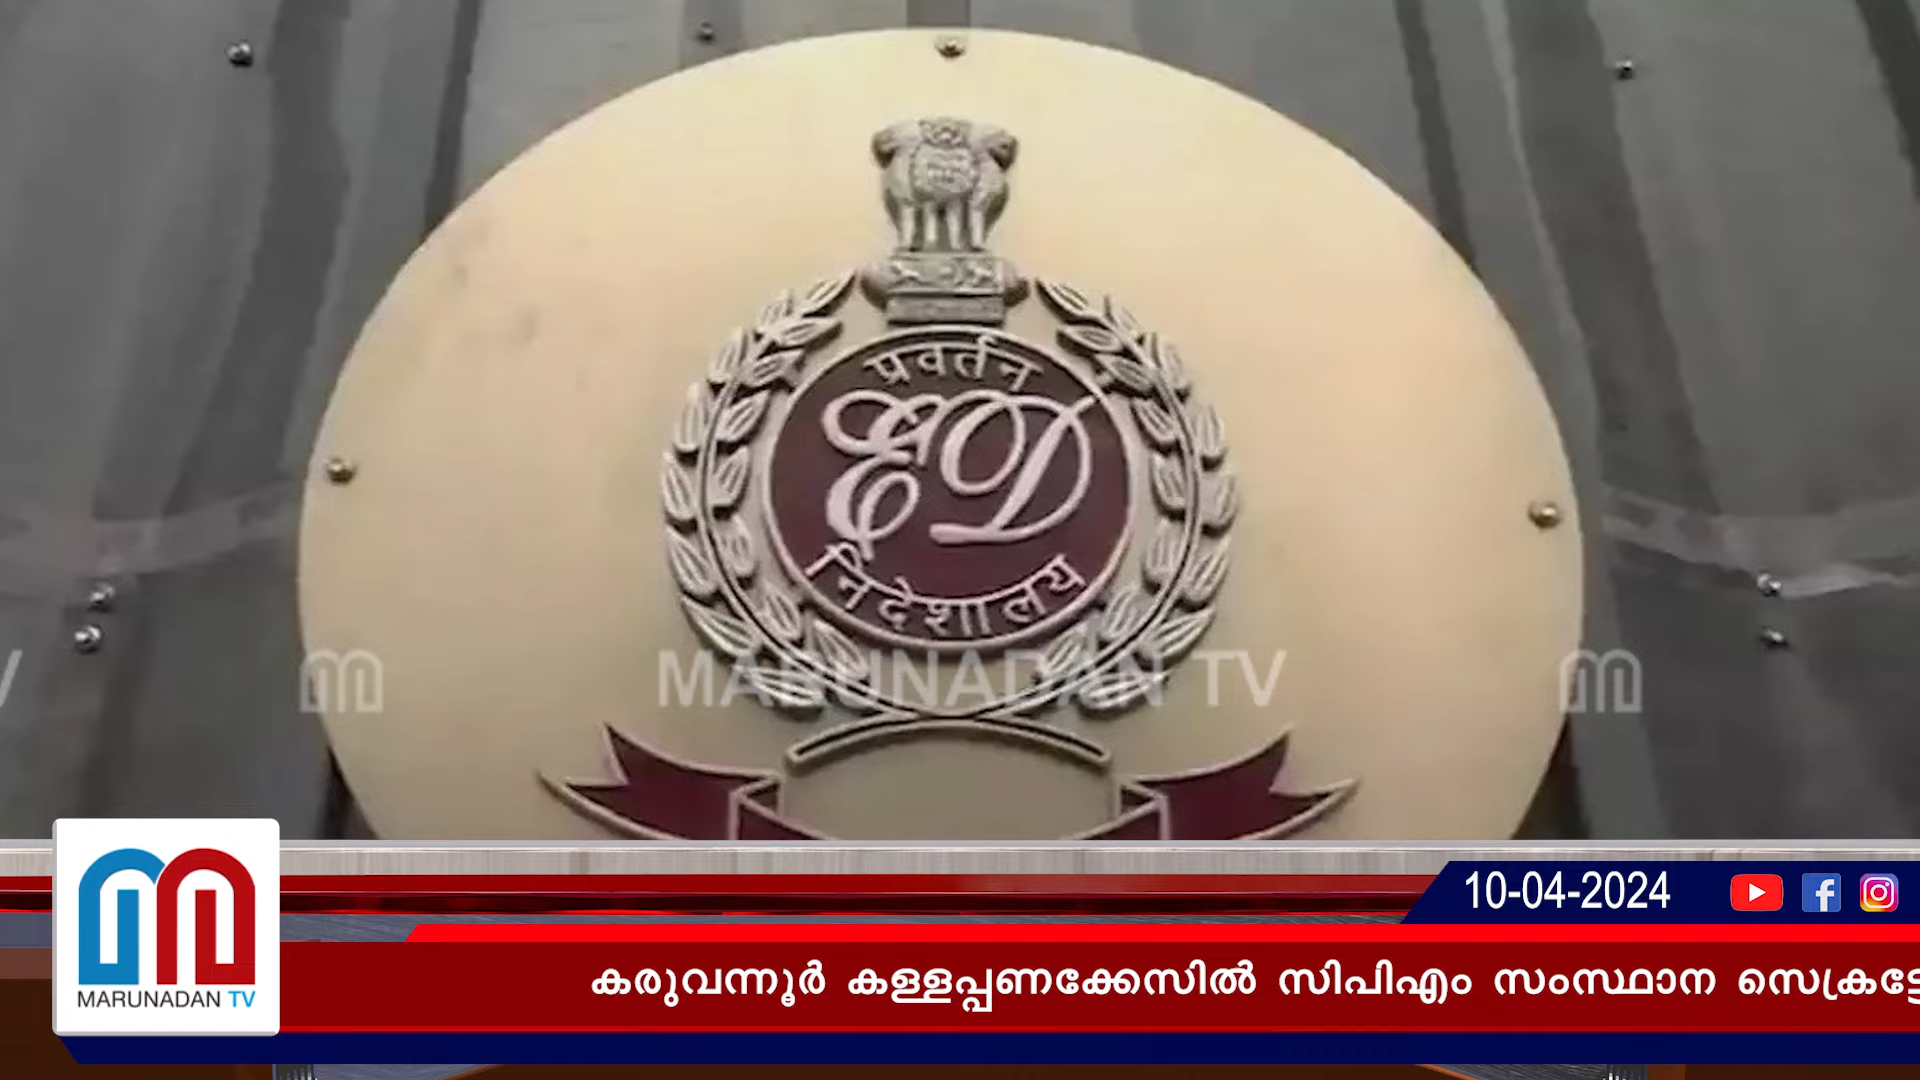 प्रवर्तन
ED
निदेशालय
MARUNADAN TV
10-04-2024
കരുവന്നൂർ കള്ളപ്പണക്കേസിൽ സിപിഎം സംസ്ഥാന
MARUNADAN TV